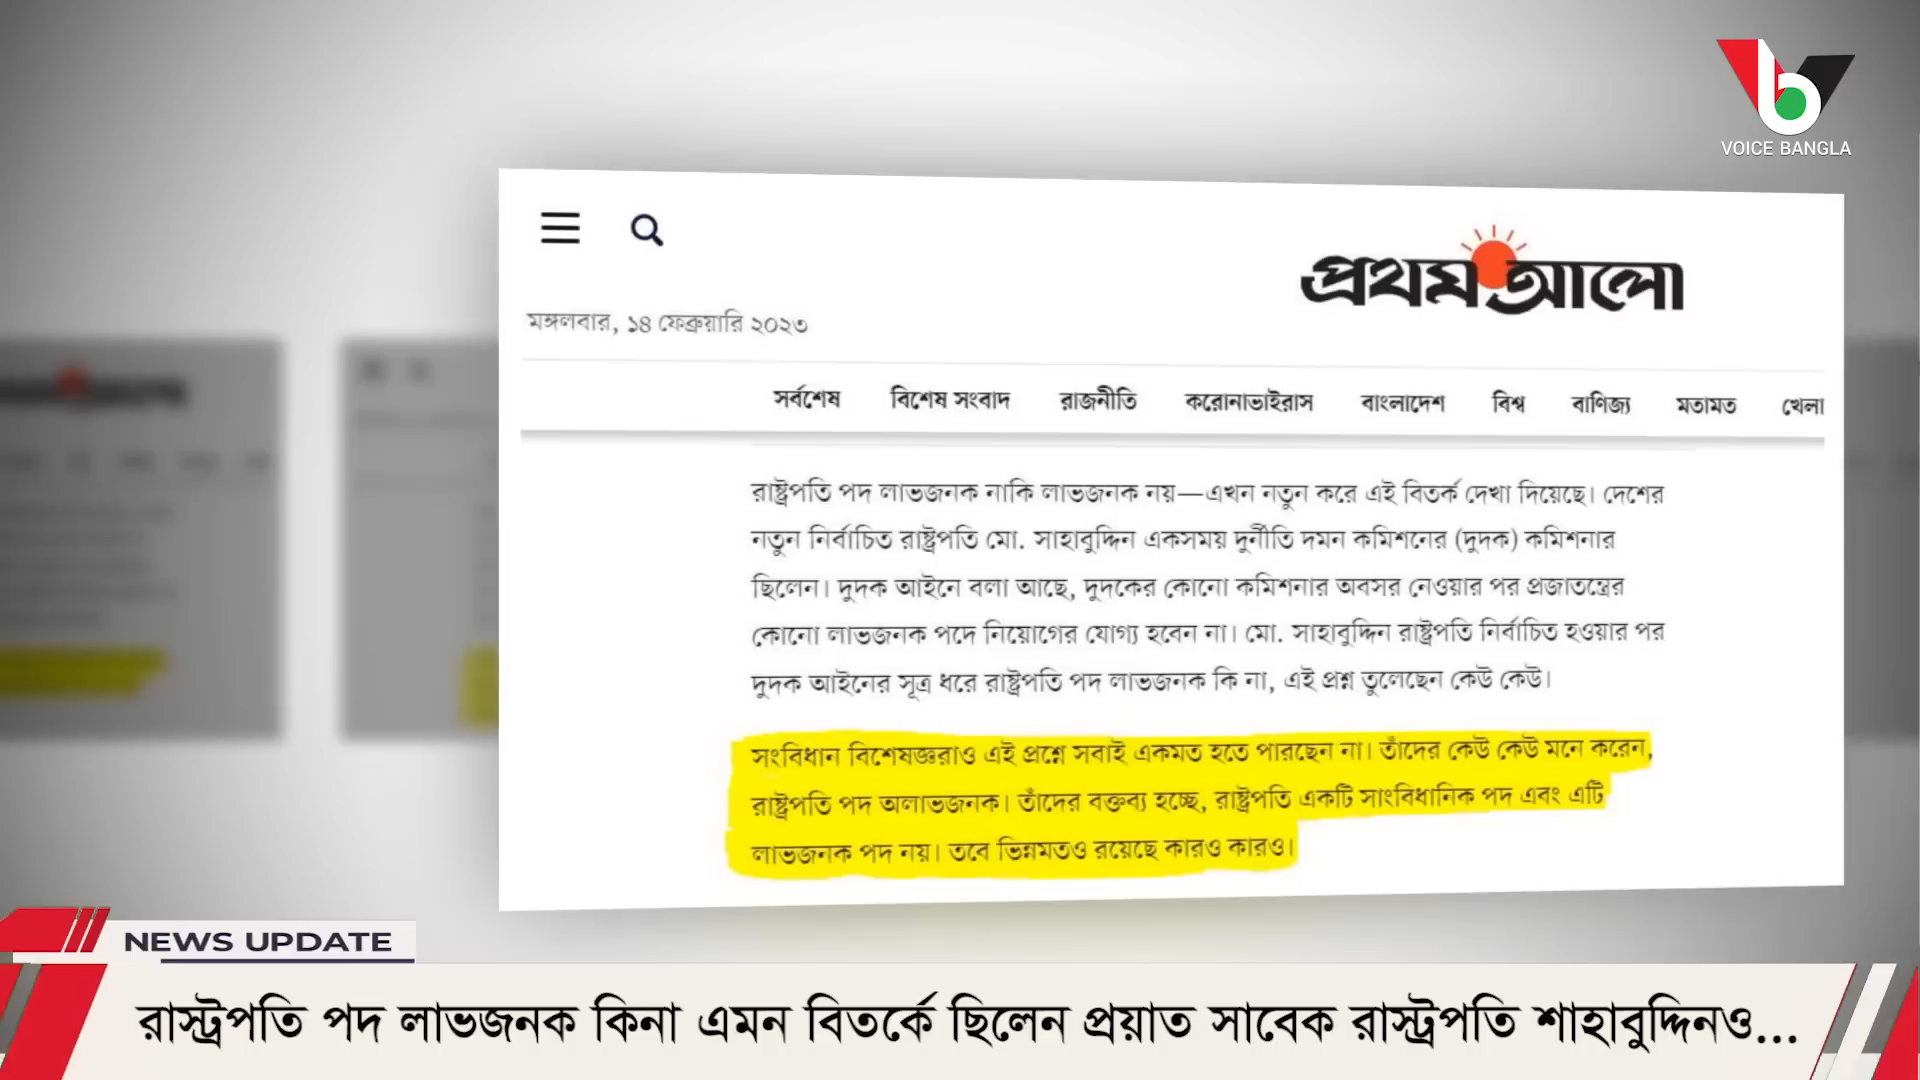 VOICE BANGLA
প্রথম আলো
মঙ্গলবার, ১৪ ফেব্রুয়ারি ২০২৩
সর্বশেষ বিশেষ সংবাদ রাজনীতি করোনাভাইরাস বাংলাদেশ বিশ্ব বাণিজ্য মতামত খেলা
রাষ্ট্রপতি পদ লাভজনক নাকি লাভজনক নয়—এখন নতুন করে এই বিতর্ক দেখা দিয়েছে। দেশের
নতুন নির্বাচিত রাষ্ট্রপতি মো. সাহাবুদ্দিন একসময় দুর্নীতি দমন কমিশনের (দুদক) কমিশনার
ছিলেন। দুদক আইনে বলা আছে, দুদকের কোনো কমিশনার অবসর নেওয়ার পর প্রজাতন্ত্রের
কোনো লাভজনক পদে নিয়োগের যোগ্য হবেন না। মো. সাহাবুদ্দিন রাষ্ট্রপতি নির্বাচিত হওয়ার পর
দুদক আইনের সূত্র ধরে রাষ্ট্রপতি পদ লাভজনক কি না, এই প্রশ্ন তুলেছেন কেউ কেউ।
সংবিধান বিশেষজ্ঞরাও এই প্রশ্নে সবাই একমত হতে পারছেন না। তাঁদের কেউ কেউ মনে করেন,
রাষ্ট্রপতি পদ অলাভজনক। তাঁদের বক্তব্য হচ্ছে, রাষ্ট্রপতি একটি সাংবিধানিক পদ এবং এটি
লাভজনক পদ নয়। তবে ভিন্নমতও রয়েছে কারও কারও।
NEWS UPDATE
রাস্ট্রপতি পদ লাভজনক কিনা এমন বিতর্কে ছিলেন প্রয়াত সাবেক রাস্ট্রপতি শাহাবুদ্দিনও...